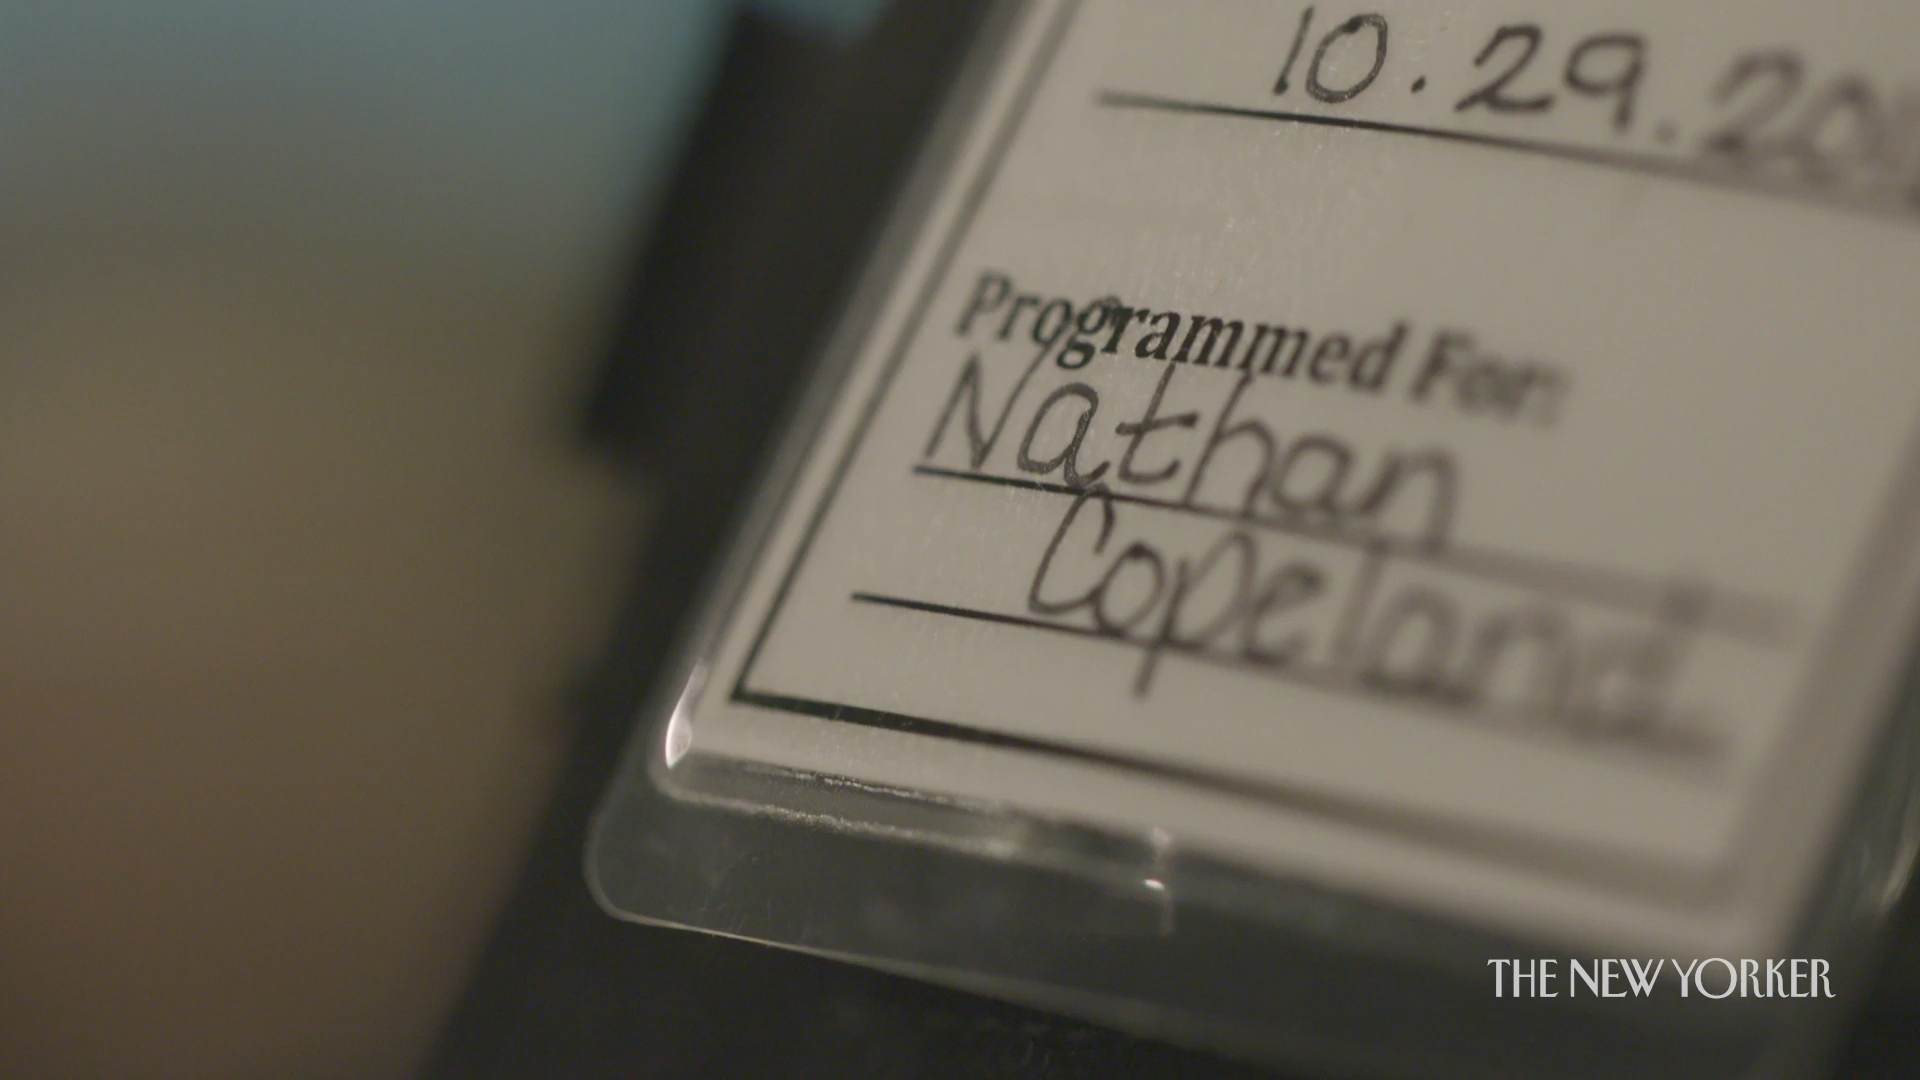 10.29.20
Programmed For:
Nathan
Copeland
THE NEW YORKER